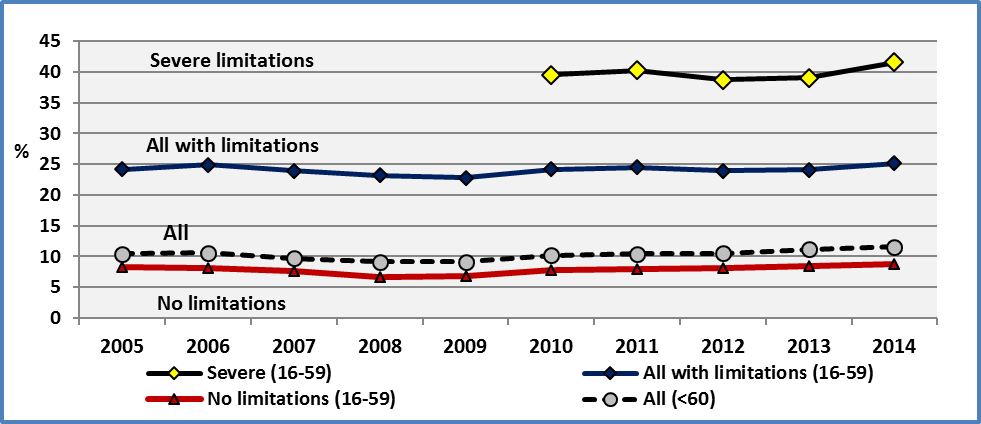 45
Severe limitations
40
35
30
%
All with limitations
25
20
15
All
10
5
No limitations
0
2005 2006 2007 2008 2009 2010 2011 2012 2013 2014
Severe (16-59) All with limitations (16-59)
No limitations (16-59) All (<60)